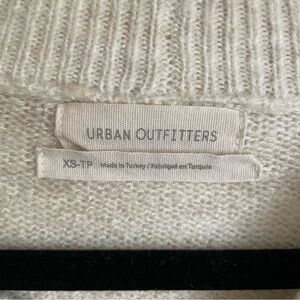 URBAN OUTFITTERS
XS-TP Made in Turkey / Fabriqué en Turquie